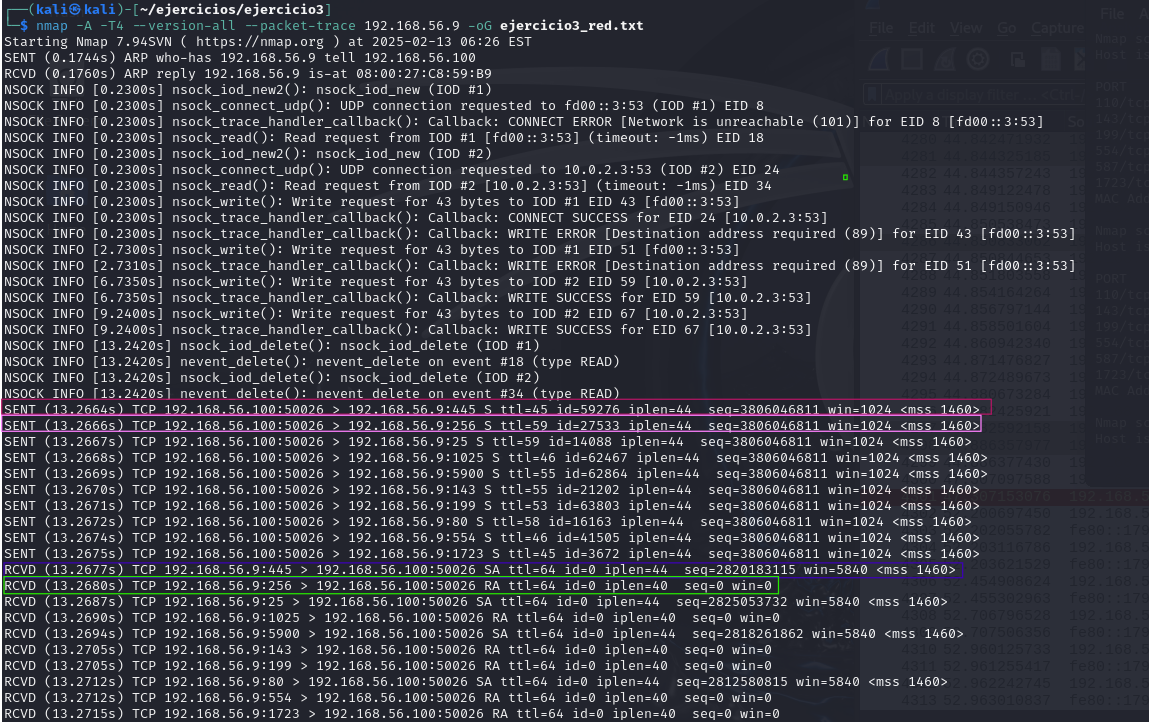 ┌──(kali㉿kali)-[~/ejercicios/ejercicio3]
└─$ nmap -A -T4 --version-all --packet-trace 192.168.56.9 -oG ejercicio3_red.txt
Starting Nmap 7.94SVN ( https://nmap.org ) at 2025-02-13 06:26 EST
SENT (0.1744s) ARP who-has 192.168.56.9 tell 192.168.56.100
RCVD (0.1760s) ARP reply 192.168.56.9 is-at 08:00:27:C8:59:B9
NSOCK INFO [0.2300s] nsock_iod_new2(): nsock_iod_new (IOD #1)
NSOCK INFO [0.2300s] nsock_connect_udp(): UDP connection requested to fd00::3:53 (IOD #1) EID 8
NSOCK INFO [0.2300s] nsock_trace_handler_callback(): Callback: CONNECT ERROR [Network is unreachable (101)] for EID 8 [fd00::3:53]
NSOCK INFO [0.2300s] nsock_read(): Read request from IOD #1 [fd00::3:53] (timeout: -1ms) EID 18
NSOCK INFO [0.2300s] nsock_iod_new2(): nsock_iod_new (IOD #2)
NSOCK INFO [0.2300s] nsock_connect_udp(): UDP connection requested to 10.0.2.3:53 (IOD #2) EID 24
NSOCK INFO [0.2300s] nsock_read(): Read request from IOD #2 [10.0.2.3:53] (timeout: -1ms) EID 34
NSOCK INFO [0.2300s] nsock_write(): Write request for 43 bytes to IOD #1 EID 43 [fd00::3:53]
NSOCK INFO [0.2300s] nsock_trace_handler_callback(): Callback: CONNECT SUCCESS for EID 24 [10.0.2.3:53]
NSOCK INFO [0.2300s] nsock_trace_handler_callback(): Callback: WRITE ERROR [Destination address required (89)] for EID 43 [fd00::3:53]
NSOCK INFO [2.7300s] nsock_write(): Write request for 43 bytes to IOD #1 EID 51 [fd00::3:53]
NSOCK INFO [2.7310s] nsock_trace_handler_callback(): Callback: WRITE ERROR [Destination address required (89)] for EID 51 [fd00::3:53]
NSOCK INFO [6.7350s] nsock_write(): Write request for 43 bytes to IOD #2 EID 59 [10.0.2.3:53]
NSOCK INFO [6.7350s] nsock_trace_handler_callback(): Callback: WRITE SUCCESS for EID 59 [10.0.2.3:53]
NSOCK INFO [9.2400s] nsock_write(): Write request for 43 bytes to IOD #2 EID 67 [10.0.2.3:53]
NSOCK INFO [9.2400s] nsock_trace_handler_callback(): Callback: WRITE SUCCESS for EID 67 [10.0.2.3:53]
NSOCK INFO [13.2420s] nsock_iod_delete(): nsock_iod_delete (IOD #1)
NSOCK INFO [13.2420s] nevent_delete(): nevent_delete on event #18 (type READ)
NSOCK INFO [13.2420s] nsock_iod_delete(): nsock_iod_delete (IOD #2)
NSOCK INFO [13.2420s] nevent_delete(): nevent_delete on event #34 (type READ)
SENT (13.2664s) TCP 192.168.56.100:50026 > 192.168.56.9:445 S ttl=45 id=59276 iplen=44  seq=3806046811 win=1024 <mss 1460>
SENT (13.2666s) TCP 192.168.56.100:50026 > 192.168.56.9:256 S ttl=59 id=27533 iplen=44  seq=3806046811 win=1024 <mss 1460>
SENT (13.2667s) TCP 192.168.56.100:50026 > 192.168.56.9:25 S ttl=59 id=14088 iplen=44  seq=3806046811 win=1024 <mss 1460>
SENT (13.2668s) TCP 192.168.56.100:50026 > 192.168.56.9:1025 S ttl=46 id=62467 iplen=44  seq=3806046811 win=1024 <mss 1460>
SENT (13.2669s) TCP 192.168.56.100:50026 > 192.168.56.9:5900 S ttl=55 id=62864 iplen=44  seq=3806046811 win=1024 <mss 1460>
SENT (13.2670s) TCP 192.168.56.100:50026 > 192.168.56.9:143 S ttl=55 id=21202 iplen=44  seq=3806046811 win=1024 <mss 1460>
SENT (13.2671s) TCP 192.168.56.100:50026 > 192.168.56.9:199 S ttl=53 id=63803 iplen=44  seq=3806046811 win=1024 <mss 1460>
SENT (13.2672s) TCP 192.168.56.100:50026 > 192.168.56.9:80 S ttl=58 id=16163 iplen=44  seq=3806046811 win=1024 <mss 1460>
SENT (13.2674s) TCP 192.168.56.100:50026 > 192.168.56.9:554 S ttl=46 id=41505 iplen=44  seq=3806046811 win=1024 <mss 1460>
SENT (13.2675s) TCP 192.168.56.100:50026 > 192.168.56.9:1723 S ttl=45 id=3672 iplen=44  seq=3806046811 win=1024 <mss 1460>
RCVD (13.2677s) TCP 192.168.56.9:445 > 192.168.56.100:50026 SA ttl=64 id=0 iplen=44  seq=2820183115 win=5840 <mss 1460>
RCVD (13.2680s) TCP 192.168.56.9:256 > 192.168.56.100:50026 RA ttl=64 id=0 iplen=40  seq=0 win=0
RCVD (13.2687s) TCP 192.168.56.9:25 > 192.168.56.100:50026 SA ttl=64 id=0 iplen=44  seq=2825053732 win=5840 <mss 1460>
RCVD (13.2690s) TCP 192.168.56.9:1025 > 192.168.56.100:50026 RA ttl=64 id=0 iplen=40  seq=0 win=0
RCVD (13.2694s) TCP 192.168.56.9:5900 > 192.168.56.100:50026 SA ttl=64 id=0 iplen=44  seq=2818261862 win=5840 <mss 1460>
RCVD (13.2705s) TCP 192.168.56.9:143 > 192.168.56.100:50026 RA ttl=64 id=0 iplen=40  seq=0 win=0
RCVD (13.2705s) TCP 192.168.56.9:199 > 192.168.56.100:50026 RA ttl=64 id=0 iplen=40  seq=0 win=0
RCVD (13.2712s) TCP 192.168.56.9:80 > 192.168.56.100:50026 SA ttl=64 id=0 iplen=44  seq=2812580815 win=5840 <mss 1460>
RCVD (13.2712s) TCP 192.168.56.9:554 > 192.168.56.100:50026 RA ttl=64 id=0 iplen=40  seq=0 win=0
RCVD (13.2715s) TCP 192.168.56.9:1723 > 192.168.56.100:50026 RA ttl=64 id=0 iplen=40  seq=0 win=0
File Edit View Go Capture